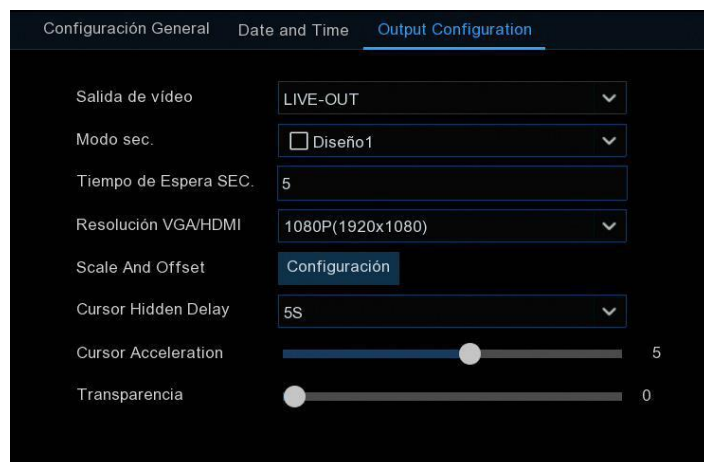 Configuración General Date and Time Output Configuration
Salida de vídeo LIVE-OUT
Modo sec. Diseño1
Tiempo de Espera SEC. 5
Resolución VGA/HDMI 1080P(1920x1080)
Scale And Offset Configuración
Cursor Hidden Delay 5S
Cursor Acceleration 5
Transparencia 0